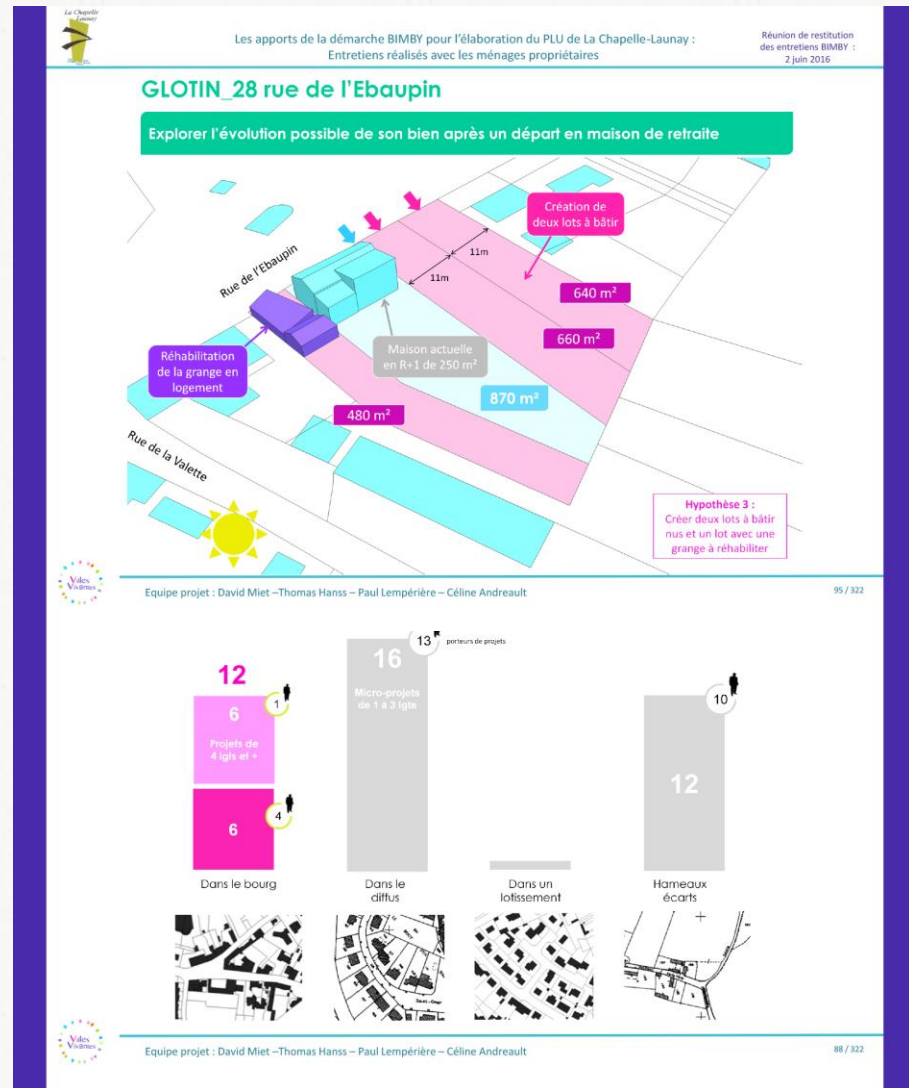 La Chapelle
Launay
Les apports de la démarche BIMBY pour l'élaboration du PLU de La Chapelle-Launay :
Entretiens réalisés avec les ménages propriétaires
Réunion de restitution
des entretiens BIMBY :
2 juin 2016
GLOTIN_28 rue de l'Ebaupin
Explorer l'évolution possible de son bien après un départ en maison de retraite
Création de
deux lots à bâtir
11m
11m
Rue de l'Ebaupin
640 m²
660 m²
Maison actuelle
en R+1 de 250 m²
Réhabilitation
de la grange en
logement
870 m²
480 m²
Rue de la Valette
Hypothèse 3 :
Créer deux lots à bâtir
nus et un lot avec une
grange à réhabiliter
Villes
Vivantes
Equipe projet : David Miet –Thomas Hanss – Paul Lempérière – Céline Andreault
95 / 322
12
6
Projets de
4 lgts et +
1
6
4
Dans le bourg
13
porteurs de projets
16
Micro-projets
de 1 à 3 lgts
Dans le
diffus
Dans un
lotissement
10
12
Hameaux
écarts
Villes
Vivantes
Equipe projet : David Miet –Thomas Hanss – Paul Lempérière – Céline Andreault
88 / 322